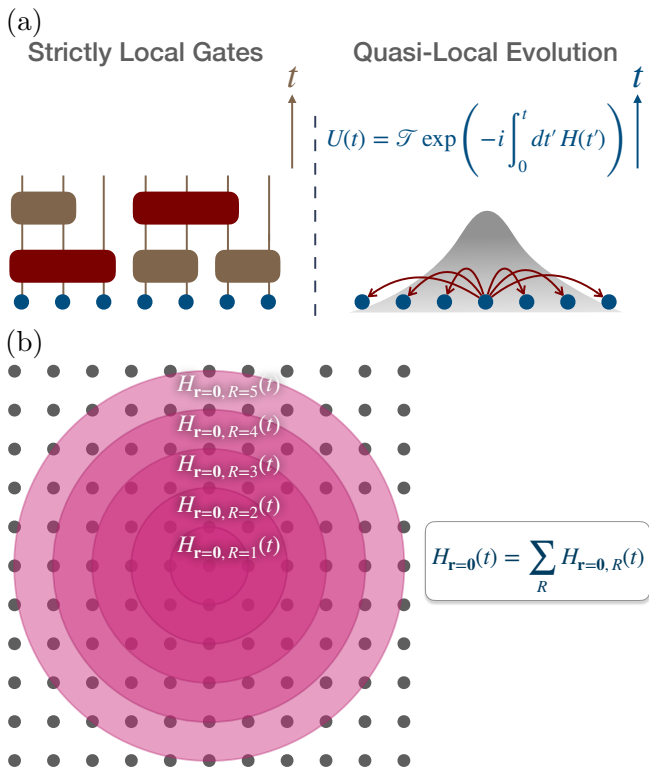 (a)
Strictly Local Gates
Quasi-Local Evolution
t
t
U(t) = 𝒯 exp(−i∫₀ᵗ dt′ H(t′))
(b)
H_{r=0, R=5}(t)
H_{r=0, R=4}(t)
H_{r=0, R=3}(t)
H_{r=0, R=2}(t)
H_{r=0, R=1}(t)
H_{r=0}(t) = ∑_R H_{r=0, R}(t)